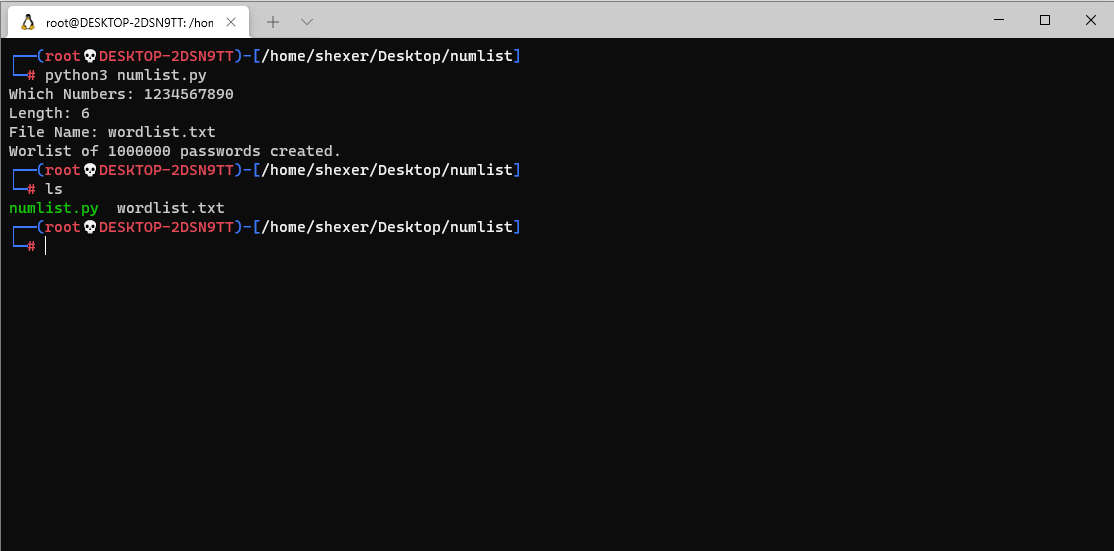 root@DESKTOP-2DSN9TT: /hon
┌──(root💀DESKTOP-2DSN9TT)-[/home/shexer/Desktop/numlist]
└─# python3 numlist.py
Which Numbers: 1234567890
Length: 6
File Name: wordlist.txt
Worlist of 1000000 passwords created.
┌──(root💀DESKTOP-2DSN9TT)-[/home/shexer/Desktop/numlist]
└─# ls
numlist.py  wordlist.txt
┌──(root💀DESKTOP-2DSN9TT)-[/home/shexer/Desktop/numlist]
└─#